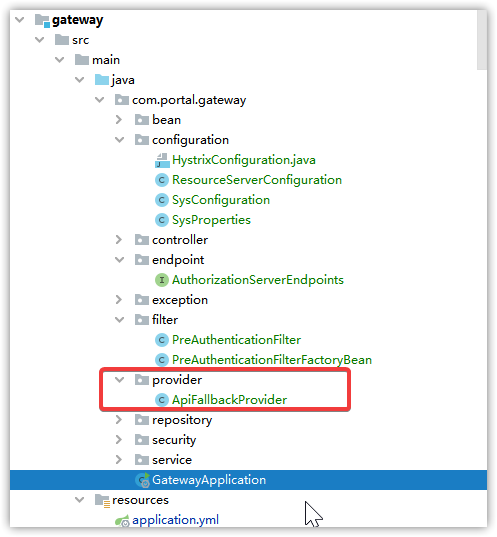 gateway
src
main
java
com.portal.gateway
bean
configuration
HystrixConfiguration.java
ResourceServerConfiguration
SysConfiguration
SysProperties
controller
endpoint
AuthorizationServerEndpoints
exception
filter
PreAuthenticationFilter
PreAuthenticationFilterFactoryBean
provider
ApiFallbackProvider
repository
security
service
GatewayApplication
resources
application.yml